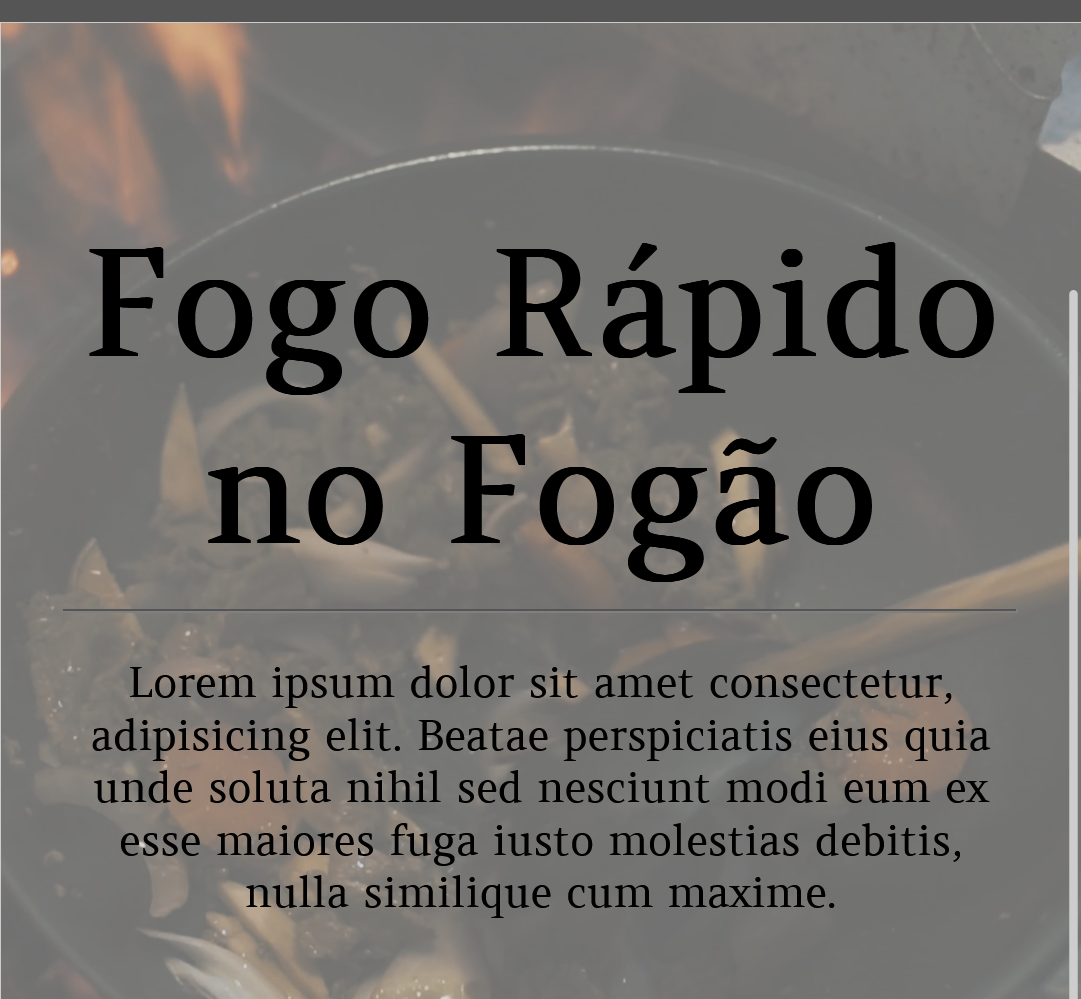 Fogo Rápido
no Fogão
Lorem ipsum dolor sit amet consectetur,
adipisicing elit. Beatae perspiciatis eius quia
unde soluta nihil sed nesciunt modi eum ex
esse maiores fuga iusto molestias debitis,
nulla similique cum maxime.